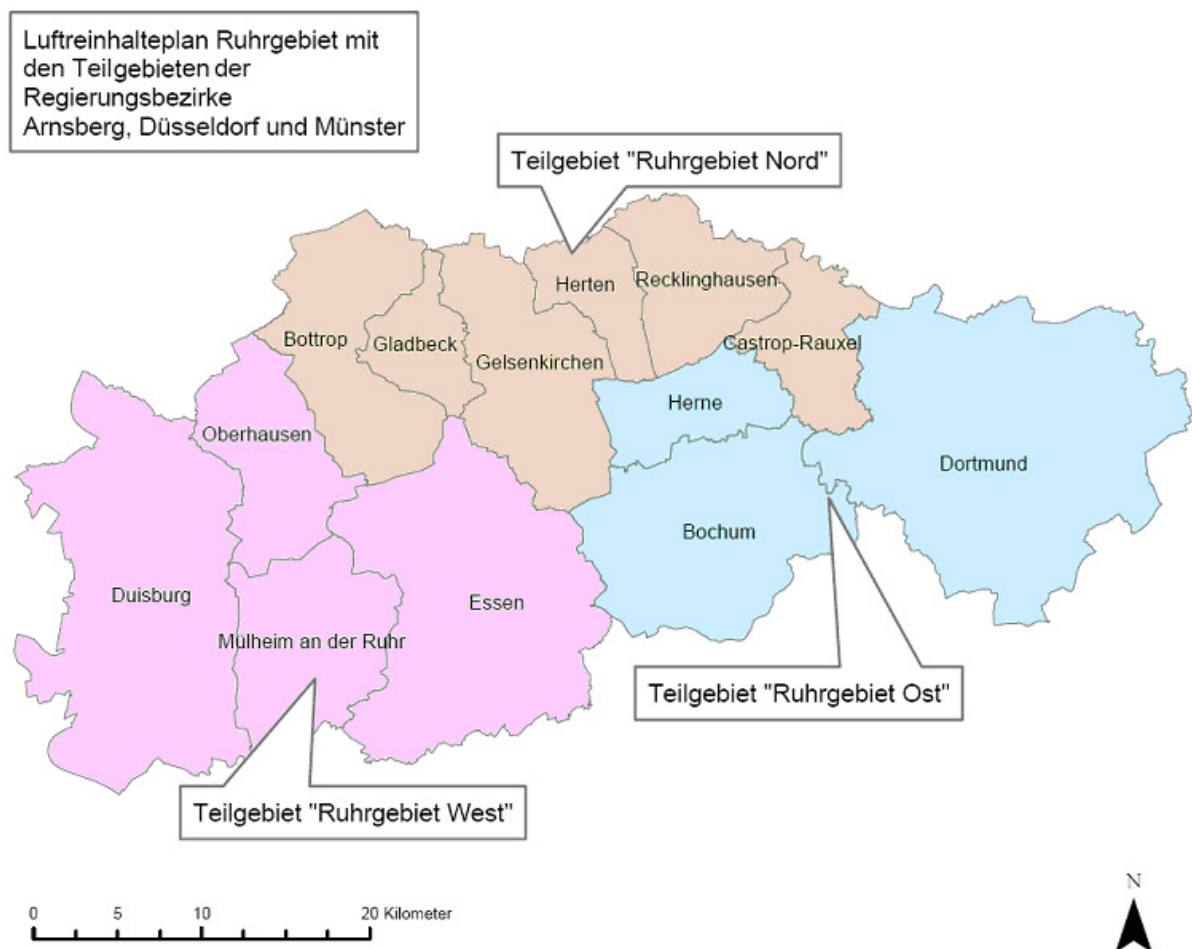 Luftreinhalteplan Ruhrgebiet mit
den Teilgebieten der
Regierungsbezirke
Arnsberg, Düsseldorf und Münster
Teilgebiet "Ruhrgebiet Nord"
Herten
Recklinghausen
Bottrop
Gladbeck
Gelsenkirchen
Castrop-Rauxel
Herne
Oberhausen
Dortmund
Bochum
Duisburg
Essen
Mülheim an der Ruhr
Teilgebiet "Ruhrgebiet Ost"
Teilgebiet "Ruhrgebiet West"
0 5 10 20 Kilometer
N